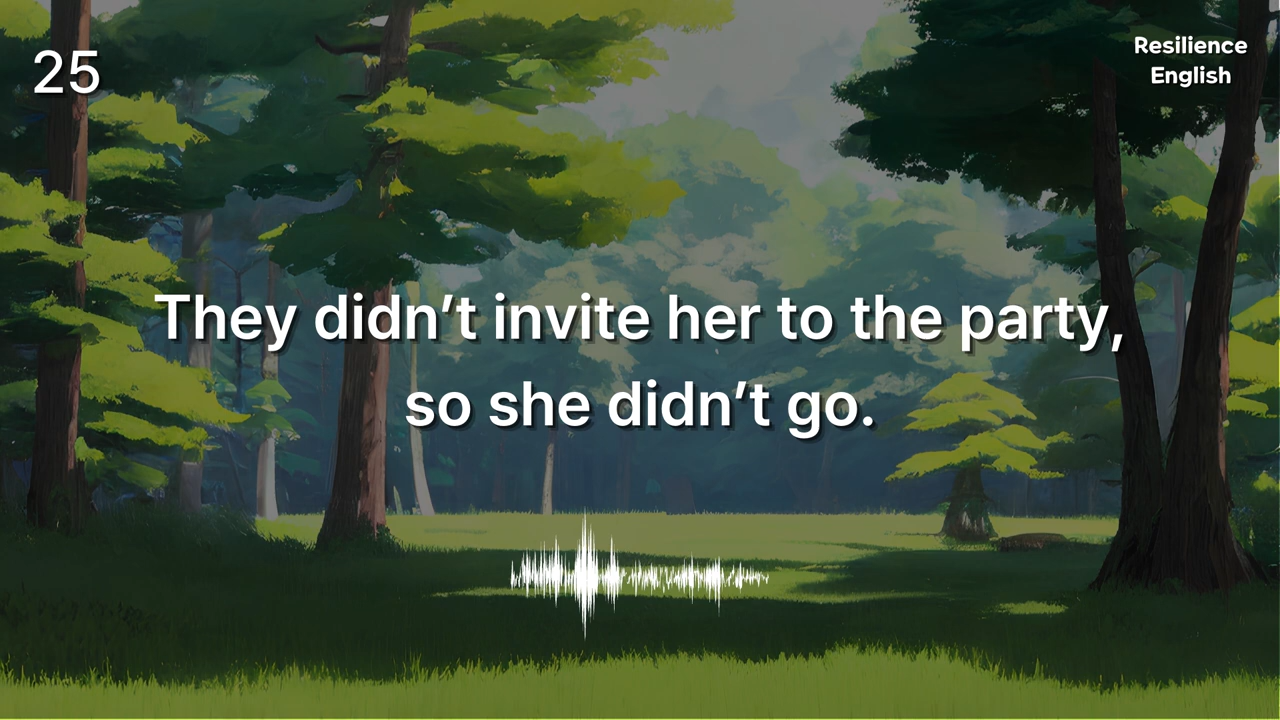 25
Resilience
English
They didn’t invite her to the party,
so she didn’t go.